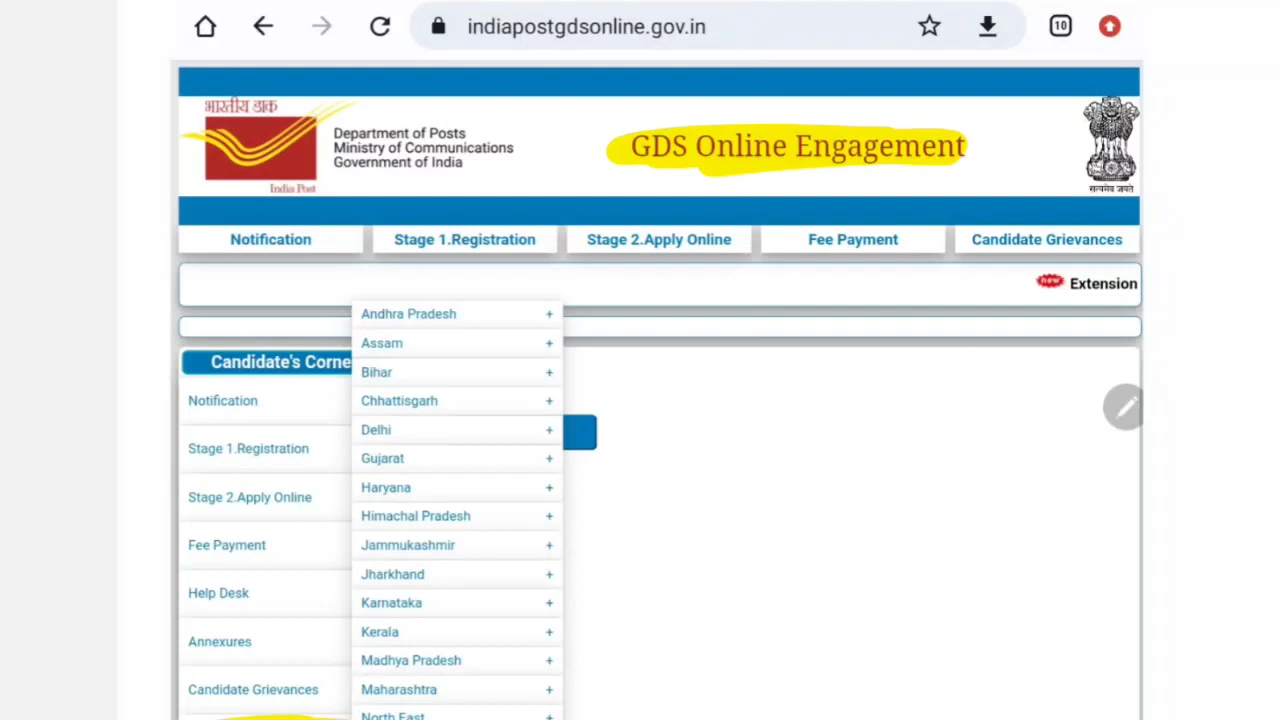 indiapostgdsonline.gov.in
10
भारतीय डाक
India Post
Department of Posts
Ministry of Communications
Government of India
GDS Online Engagement
सत्यमेव जयते
Notification
Stage 1.Registration
Stage 2.Apply Online
Fee Payment
Candidate Grievances
new Extension
Candidate's Corne
Notification
Stage 1.Registration
Stage 2.Apply Online
Fee Payment
Help Desk
Annexures
Candidate Grievances
Andhra Pradesh +
Assam +
Bihar +
Chhattisgarh +
Delhi +
Gujarat +
Haryana +
Himachal Pradesh +
Jammukashmir +
Jharkhand +
Karnataka +
Kerala +
Madhya Pradesh +
Maharashtra +
North East +